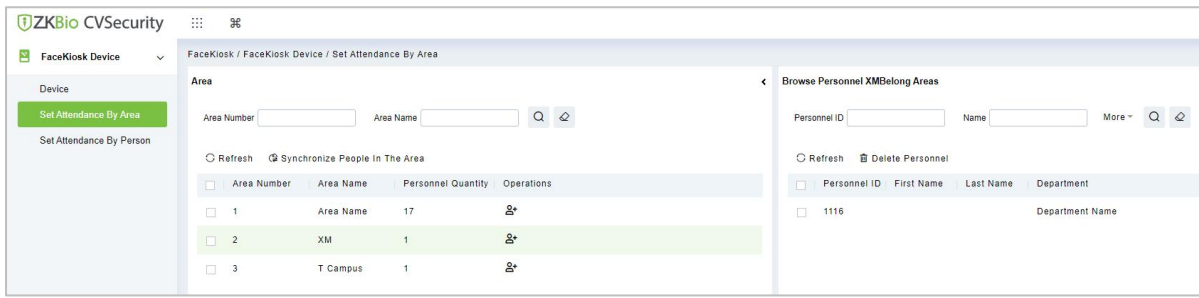 ZKBio CVSecurity
FaceKiosk Device
Device
Set Attendance By Area
Set Attendance By Person
FaceKiosk / FaceKiosk Device / Set Attendance By Area
Area
Area Number Area Name
Refresh Synchronize People In The Area
Area Number Area Name Personnel Quantity Operations
1 Area Name 17
2 XM 1
3 T Campus 1
Browse Personnel XMBelong Areas
Personnel ID Name More
Refresh Delete Personnel
Personnel ID First Name Last Name Department
1116 Department Name